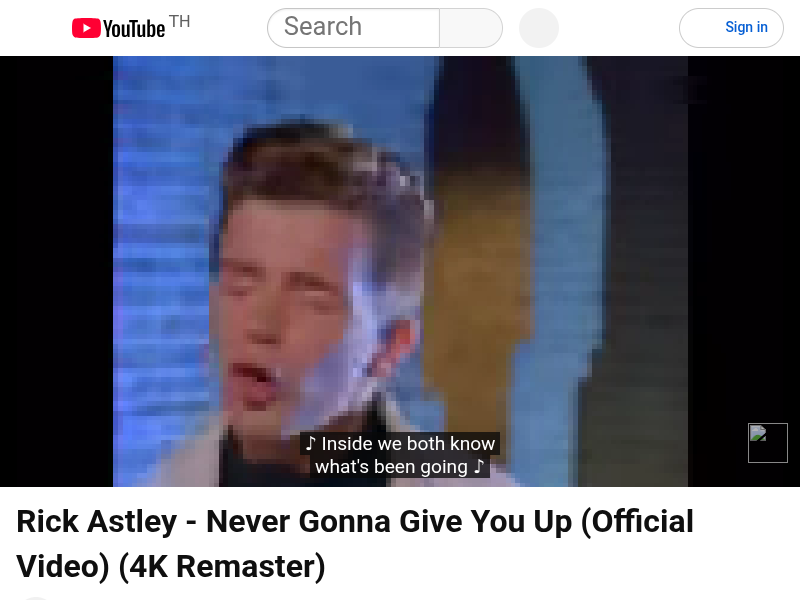 YouTube TH
Search
Sign in
♪ Inside we both know
what's been going ♪
Rick Astley - Never Gonna Give You Up (Official
Video) (4K Remaster)